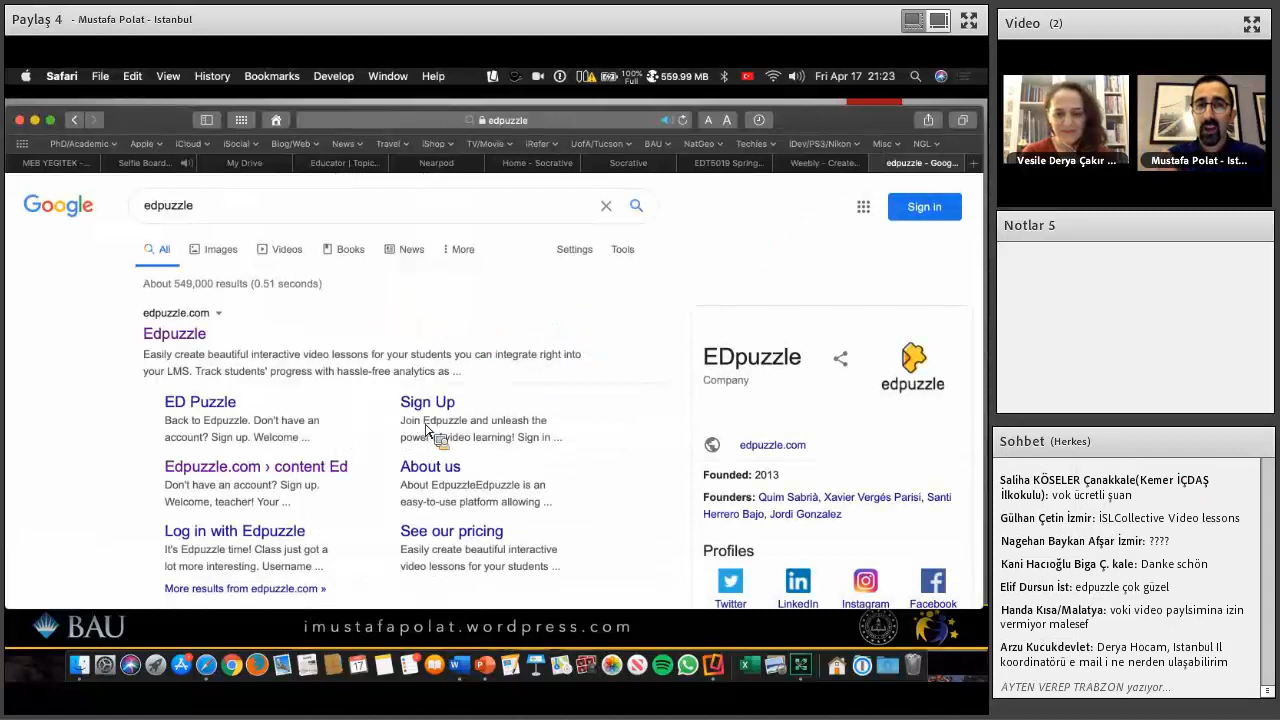 Paylaş 4 - Mustafa Polat - Istanbul
Safari File Edit View History Bookmarks Develop Window Help 100% Full 559.99 MB Fri Apr 17 21:23
edpuzzle A A
PhD/Academic Apple iCloud iSocial Blog/Web News Travel iShop TV/Movie iRefer UofA/Tucson BAU NatGeo Techies iDev/PS3/Nikon Misc NGL
MEB YEGITEK -... Selfie Board... My Drive Educator | Topic... Nearpod Home - Socrative Socrative EDT5019 Spring... Weebly – Create... edpuzzle - Goog...
Google edpuzzle Sign in
All Images Videos Books News More Settings Tools
About 549,000 results (0.51 seconds)
edpuzzle.com
Edpuzzle
Easily create beautiful interactive video lessons for your students you can integrate right into
your LMS. Track students' progress with hassle-free analytics as ...
ED Puzzle
Back to Edpuzzle. Don't have an
account? Sign up. Welcome ...
Sign Up
Join Edpuzzle and unleash the
power video learning! Sign in ...
Edpuzzle.com › content Ed
Don't have an account? Sign up.
Welcome, teacher! Your ...
About us
About EdpuzzleEdpuzzle is an
easy-to-use platform allowing ...
Log in with Edpuzzle
It's Edpuzzle time! Class just got a
lot more interesting. Username ...
See our pricing
Easily create beautiful interactive
video lessons for your students ...
More results from edpuzzle.com »
EDpuzzle
Company
edpuzzle
edpuzzle.com
Founded: 2013
Founders: Quim Sabrià, Xavier Vergés Parisi, Santi
Herrero Bajo, Jordi Gonzalez
Profiles
Twitter LinkedIn Instagram Facebook
BAU imustafapolat.wordpress.com
17
Video (2)
Vesile Derya Çakır ... Mustafa Polat - Ist...
Notlar 5
Sohbet (Herkes)
Saliha KÖSELER Çanakkale(Kemer İÇDAŞ
İlkokulu): vok ücretli şuan
Gülhan Çetin İzmir: İSLCollective Video lessons
Nagehan Baykan Afşar İzmir: ????
Kani Hacıoğlu Biga Ç. kale: Danke schön
Elif Dursun İst: edpuzzle çok güzel
Handa Kısa/Malatya: voki video paylsimina izin
vermiyor malesef
Arzu Kucukdevlet: Derya Hocam, Istanbul Il
koordinatörü e mail i ne nerden ulaşabilirim
AYTEN VEREP TRABZON yazıyor...